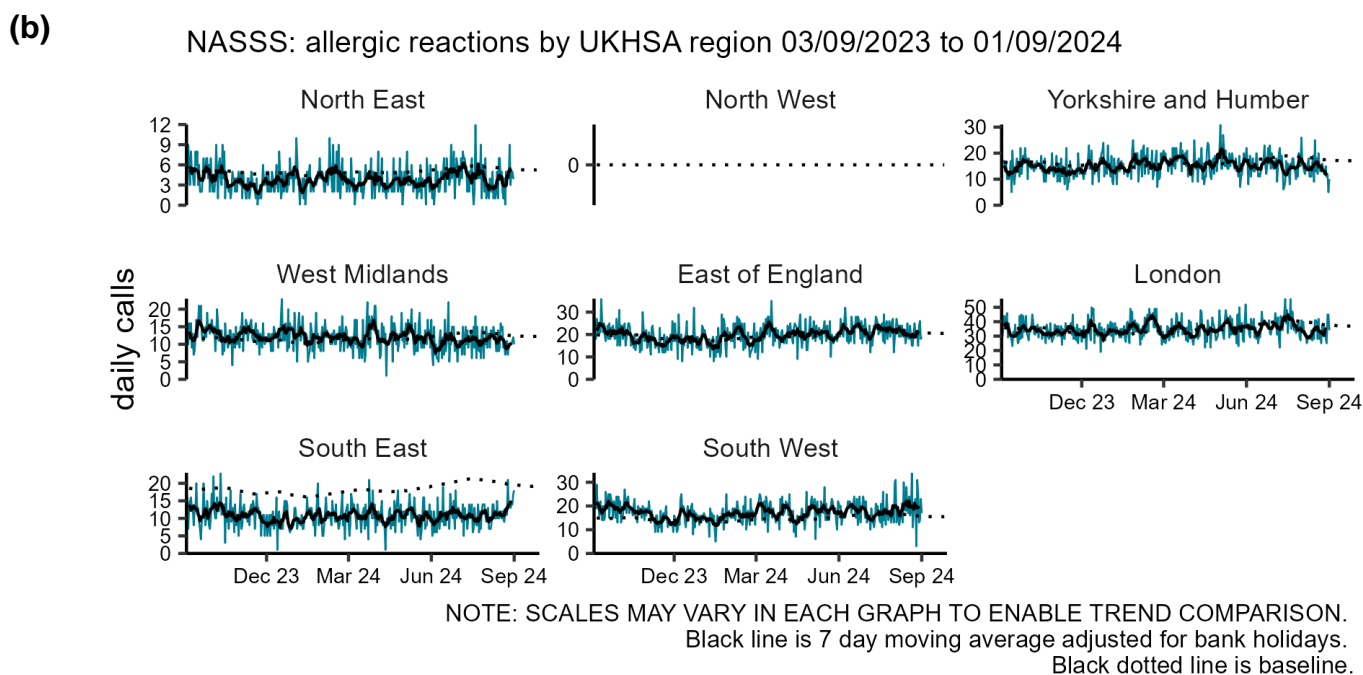 (b)
NASSS: allergic reactions by UKHSA region 03/09/2023 to 01/09/2024
daily calls
North East
12
9
6
3
0
North West
0
Yorkshire and Humber
30
20
10
0
West Midlands
20
15
10
5
0
East of England
30
20
10
0
London
50
40
30
20
10
0
Dec 23 Mar 24 Jun 24 Sep 24
South East
20
15
10
5
0
Dec 23 Mar 24 Jun 24 Sep 24
South West
30
20
10
0
Dec 23 Mar 24 Jun 24 Sep 24
NOTE: SCALES MAY VARY IN EACH GRAPH TO ENABLE TREND COMPARISON.
Black line is 7 day moving average adjusted for bank holidays.
Black dotted line is baseline.